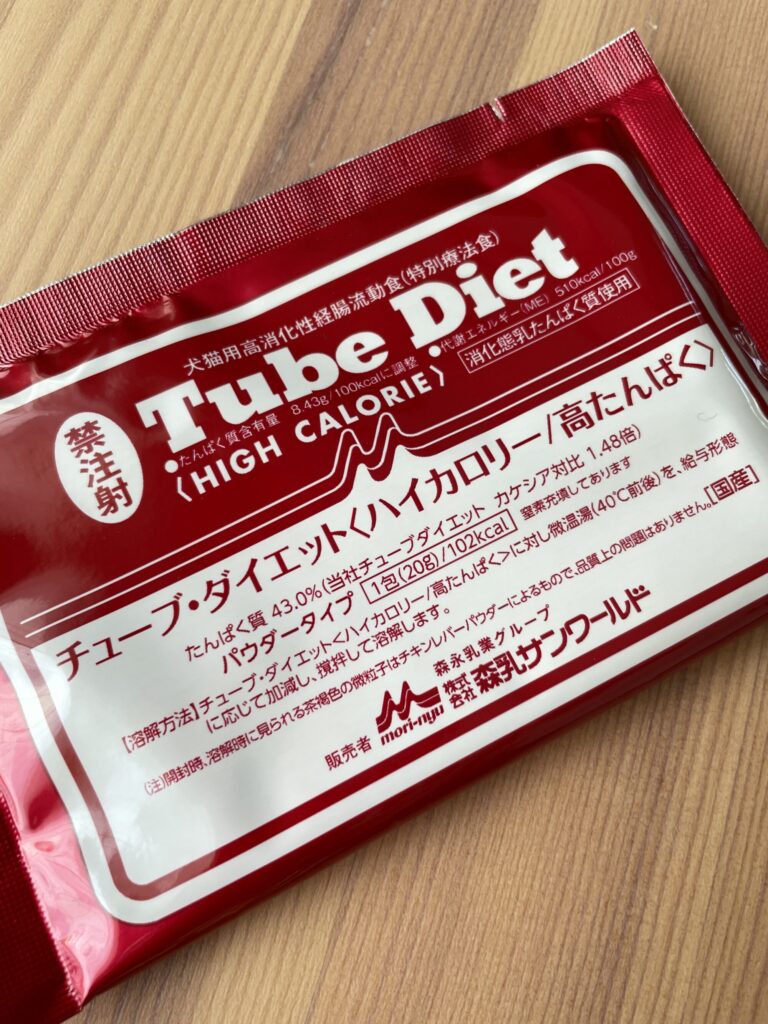 犬猫用高消化性経腸流動食(特別療法食)
Tube Diet
禁注射
・たんぱく質含有量 8.43g/100kcalに調整 ・代謝エネルギー(ME) 510kcal/100g
〈HIGH CALORIE〉 消化態乳たんぱく質使用
チューブ・ダイエット〈ハイカロリー/高たんぱく〉
たんぱく質 43.0%(当社チューブダイエット カケシア対比 1.48倍)
パウダータイプ 1包(20g)/102kcal 窒素充填してあります
【溶解方法】チューブ・ダイエット<ハイカロリー/高たんぱく>に対し微温湯(40℃前後)を、給与形態
に応じて加減し、撹拌して溶解します。
(注)開封時、溶解時に見られる茶褐色の微粒子はチキンレバーパウダーによるもので、品質上の問題はありません。【国産】
森永乳業グループ
販売者 mori-nyu 株式会社 森乳サンワールド